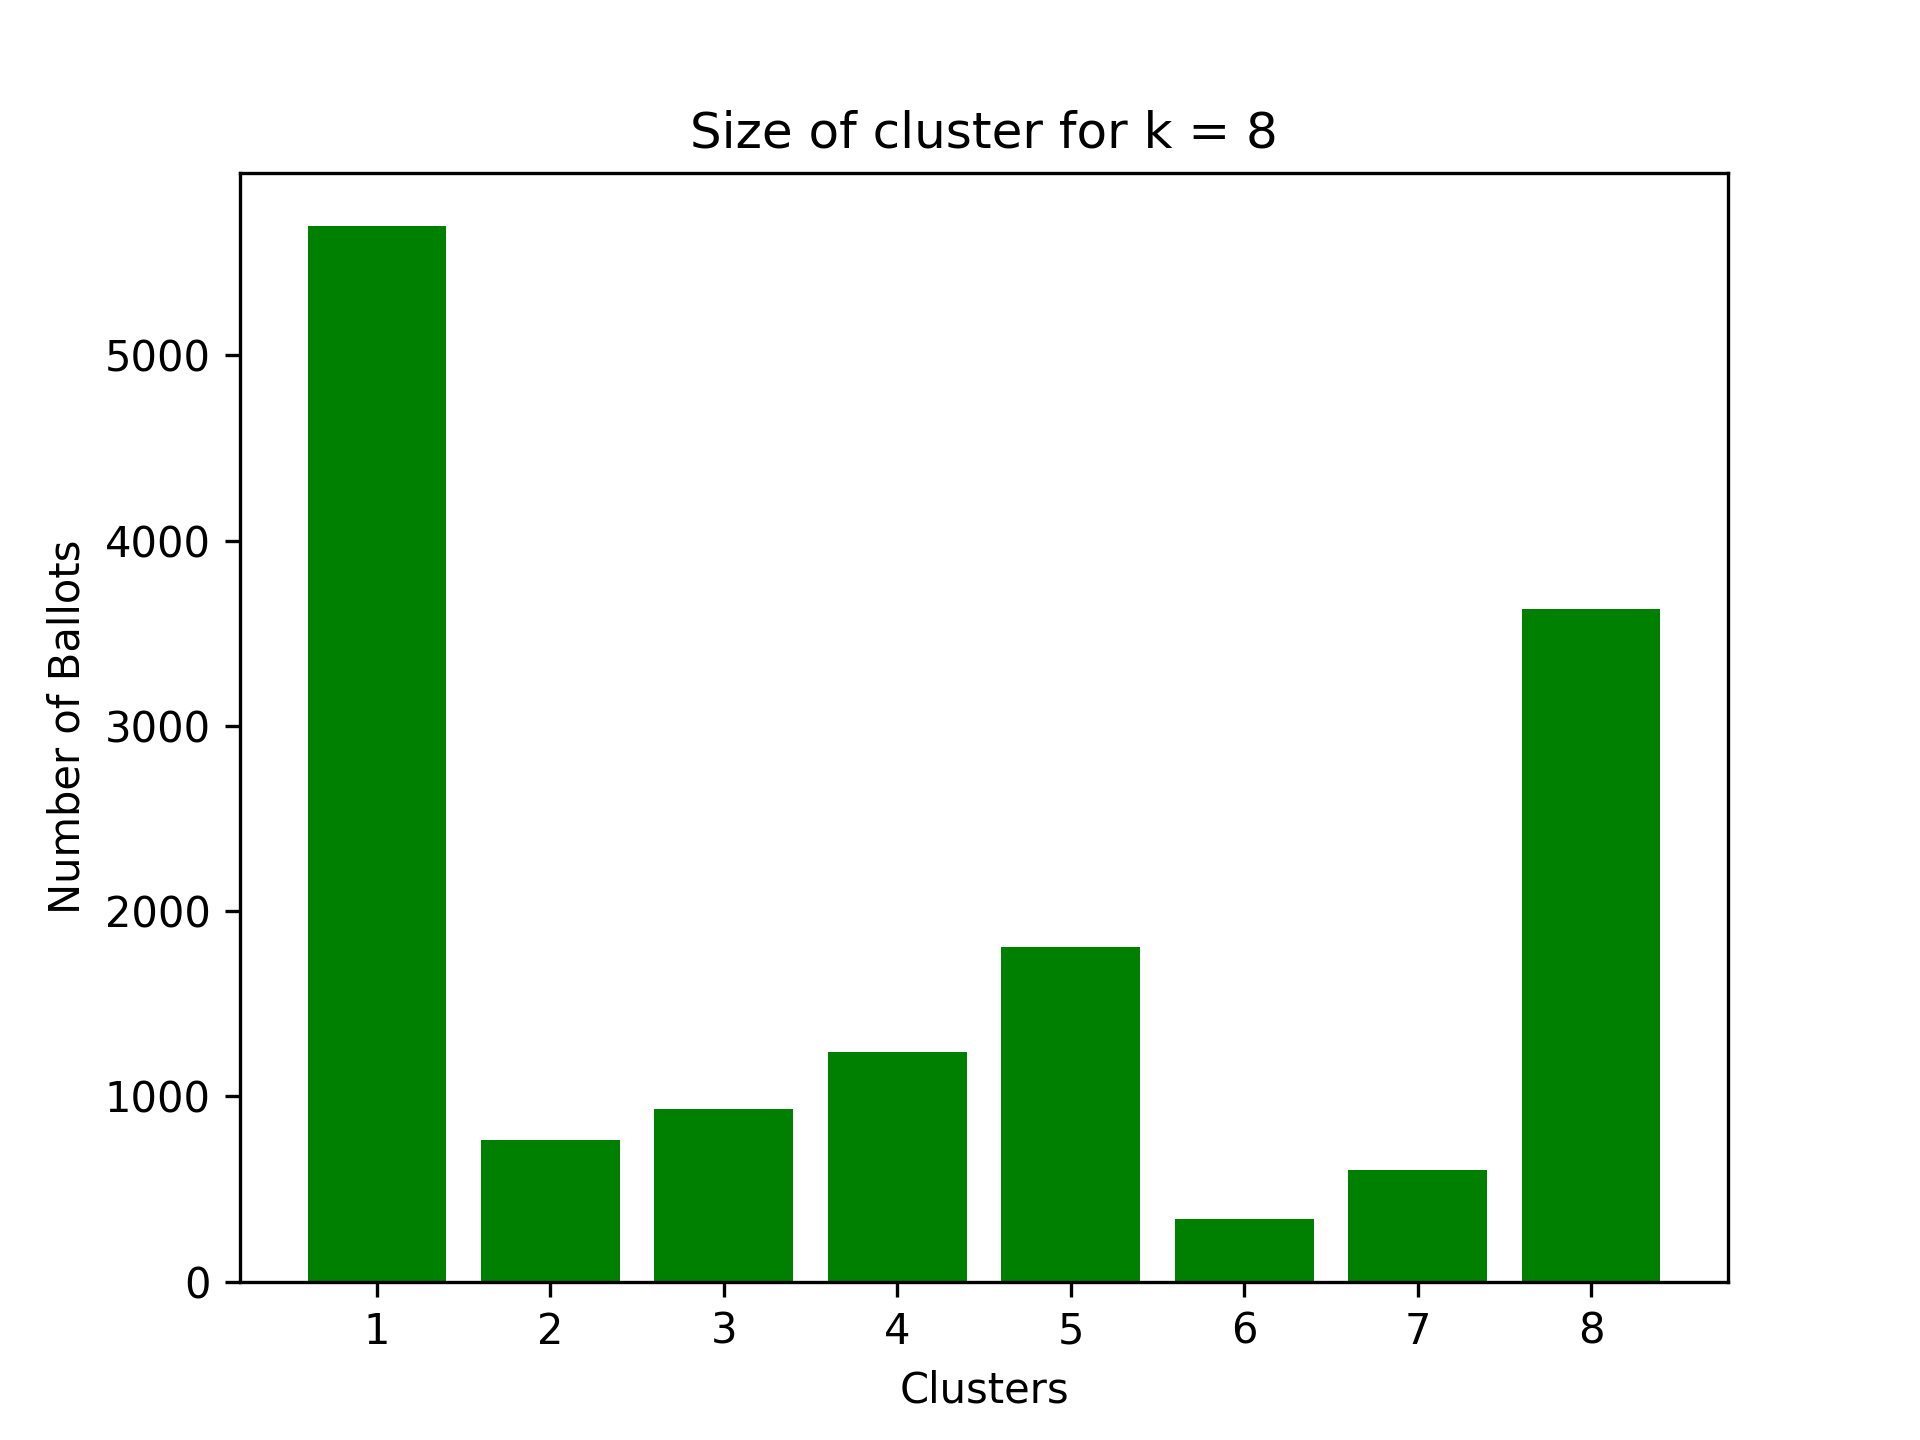 Size of cluster for k = 8
Number of Ballots
5000
4000
3000
2000
1000
0
1 2 3 4 5 6 7 8
Clusters